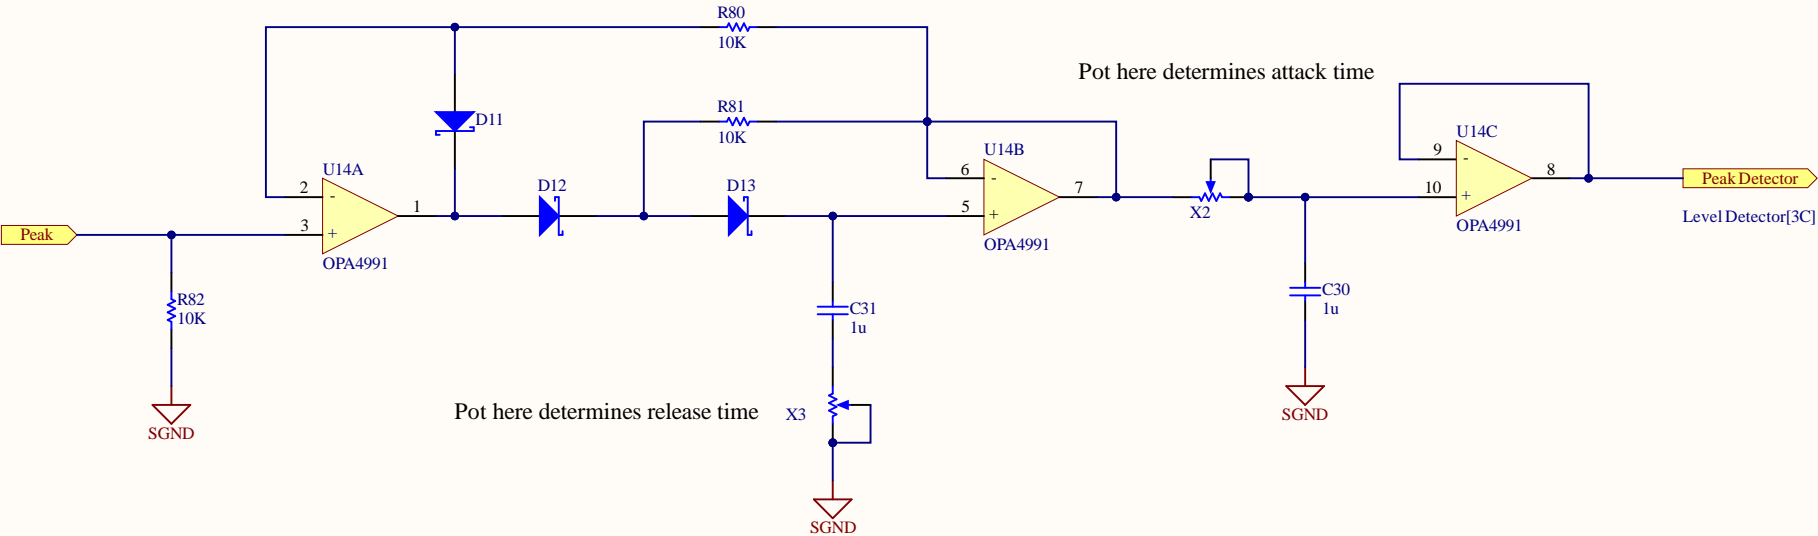 R80
10K
Pot here determines attack time
R81
10K
D11
U14C
9
-
8
10
+
OPA4991
Peak Detector
Level Detector[3C]
U14A
2
-
1
3
+
OPA4991
Peak
D12
D13
U14B
6
-
7
5
+
OPA4991
X2
R82
10K
SGND
C31
1u
C30
1u
SGND
Pot here determines release time
X3
SGND